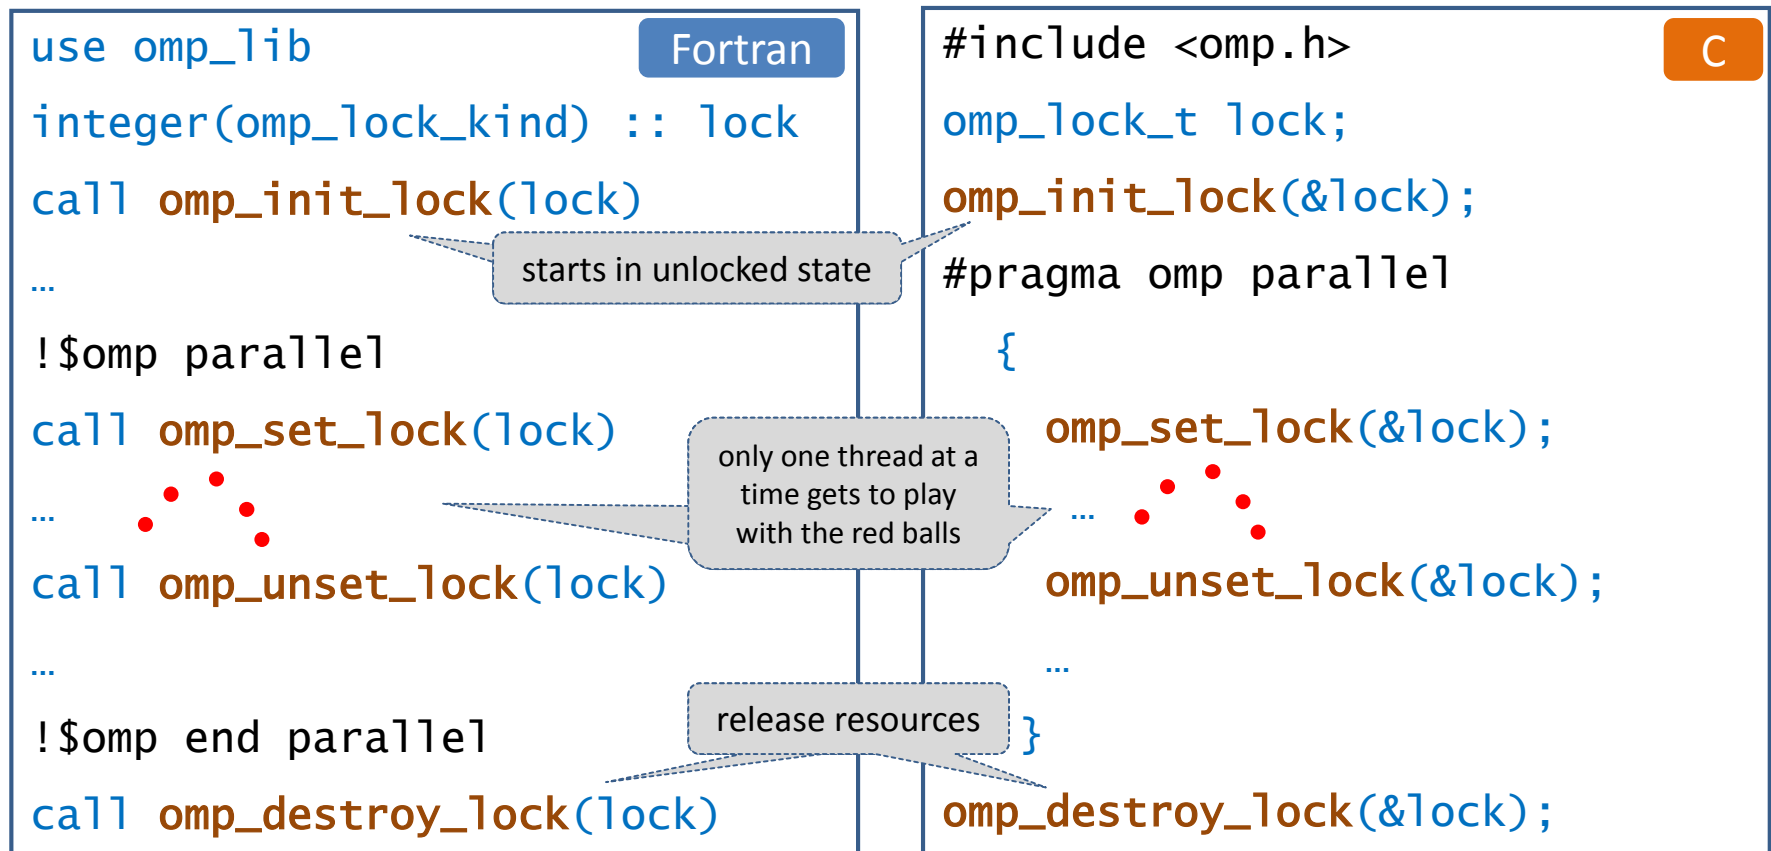 use omp_lib
Fortran
integer(omp_lock_kind) :: lock
call omp_init_lock(lock)
…
!$omp parallel
call omp_set_lock(lock)
…
call omp_unset_lock(lock)
…
!$omp end parallel
call omp_destroy_lock(lock)
starts in unlocked state
only one thread at a
time gets to play
with the red balls
release resources
#include <omp.h>
C
omp_lock_t lock;
omp_init_lock(&lock);
#pragma omp parallel
{
omp_set_lock(&lock);
…
omp_unset_lock(&lock);
…
}
omp_destroy_lock(&lock);